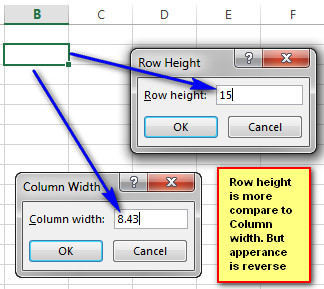 B C D E F
Row Height
?
Row height: 15
OK Cancel
Column Width
?
Column width: 8.43
OK Cancel
Row height
is more
compare to
Column
width. But
apperance
is reverse